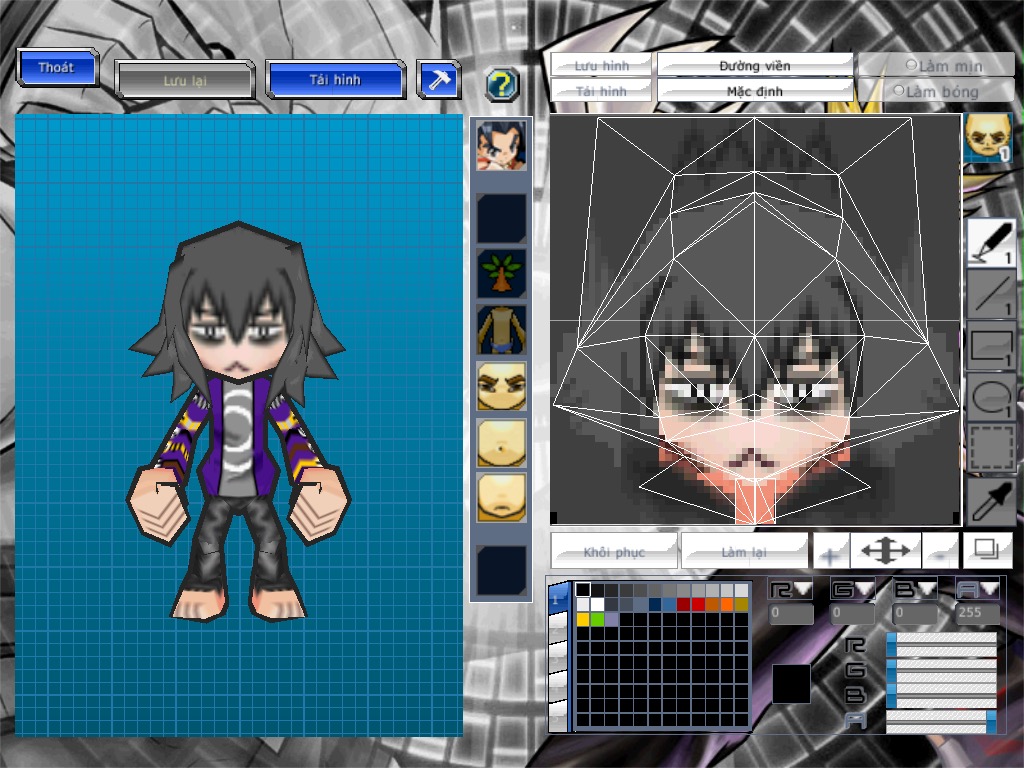 Thoát
Lưu lại
Tải hình
?
Lưu hình
Đường viền
Làm mịn
Tải hình
Mặc định
Làm bóng
1
1
1
1
1
Khôi phục
Làm lại
1
R
G
B
A
0
0
0
255
R
G
B
A